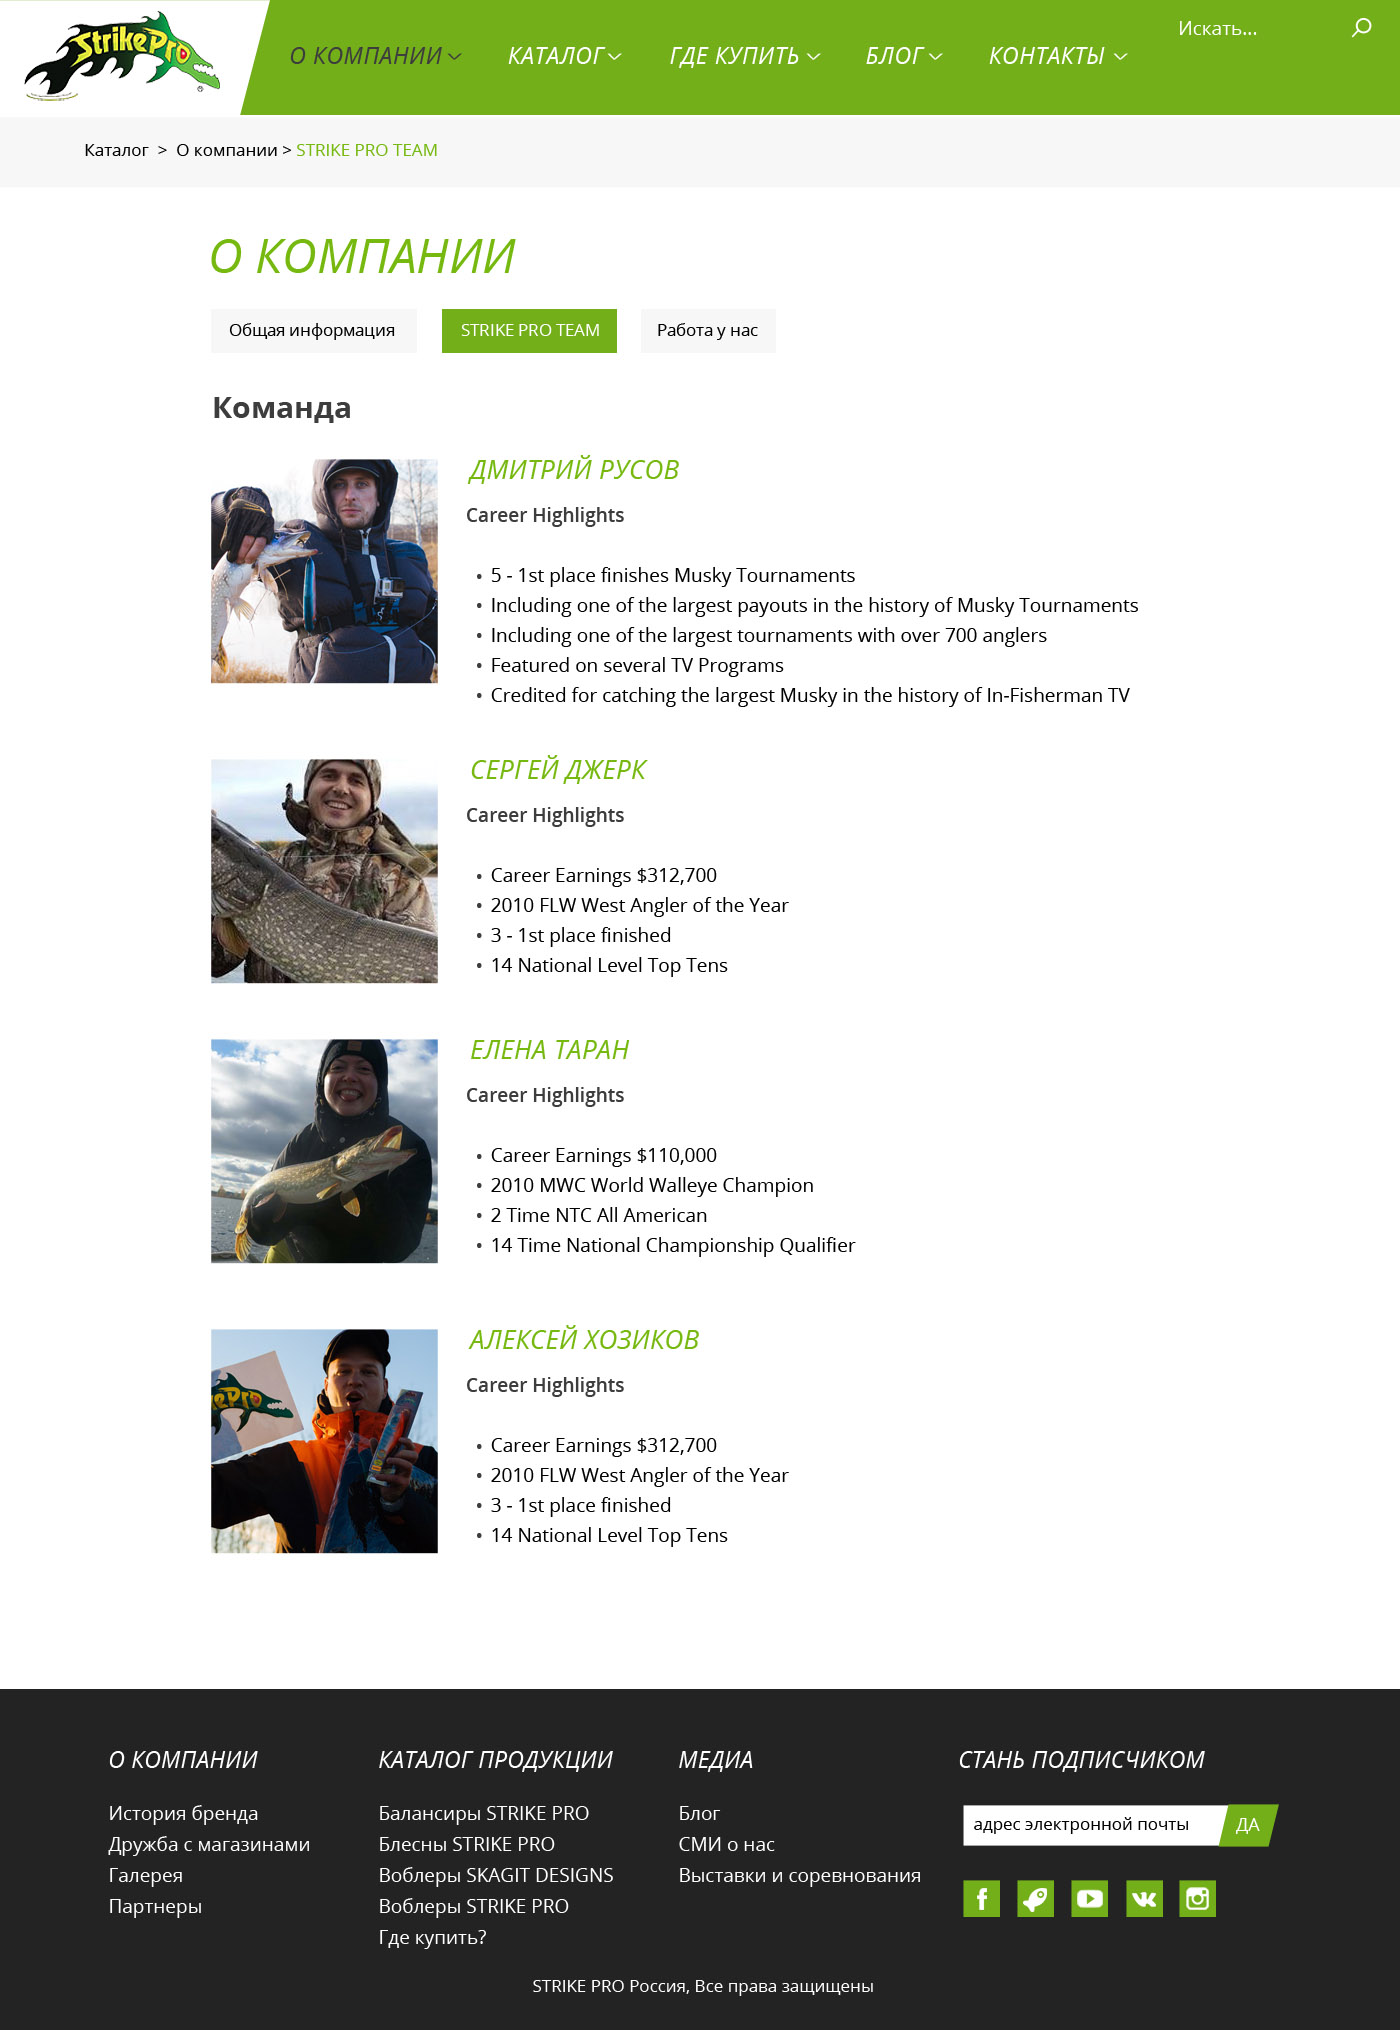 StrikePro
®
О КОМПАНИИ
КАТАЛОГ
ГДЕ КУПИТЬ
БЛОГ
КОНТАКТЫ
Искать...
Каталог > О компании > STRIKE PRO TEAM
О КОМПАНИИ
Общая информация
STRIKE PRO TEAM
Работа у нас
Команда
ДМИТРИЙ РУСОВ
Career Highlights
• 5 - 1st place finishes Musky Tournaments
• Including one of the largest payouts in the history of Musky Tournaments
• Including one of the largest tournaments with over 700 anglers
• Featured on several TV Programs
• Credited for catching the largest Musky in the history of In-Fisherman TV
СЕРГЕЙ ДЖЕРК
Career Highlights
• Career Earnings $312,700
• 2010 FLW West Angler of the Year
• 3 - 1st place finished
• 14 National Level Top Tens
ЕЛЕНА ТАРАН
Career Highlights
• Career Earnings $110,000
• 2010 MWC World Walleye Champion
• 2 Time NTC All American
• 14 Time National Championship Qualifier
kePro
АЛЕКСЕЙ ХОЗИКОВ
Career Highlights
• Career Earnings $312,700
• 2010 FLW West Angler of the Year
• 3 - 1st place finished
• 14 National Level Top Tens
О КОМПАНИИ
История бренда
Дружба с магазинами
Галерея
Партнеры
КАТАЛОГ ПРОДУКЦИИ
Балансиры STRIKE PRO
Блесны STRIKE PRO
Воблеры SKAGIT DESIGNS
Воблеры STRIKE PRO
Где купить?
МЕДИА
Блог
СМИ о нас
Выставки и соревнования
СТАНЬ ПОДПИСЧИКОМ
адрес электронной почты
ДА
STRIKE PRO Россия, Все права защищены